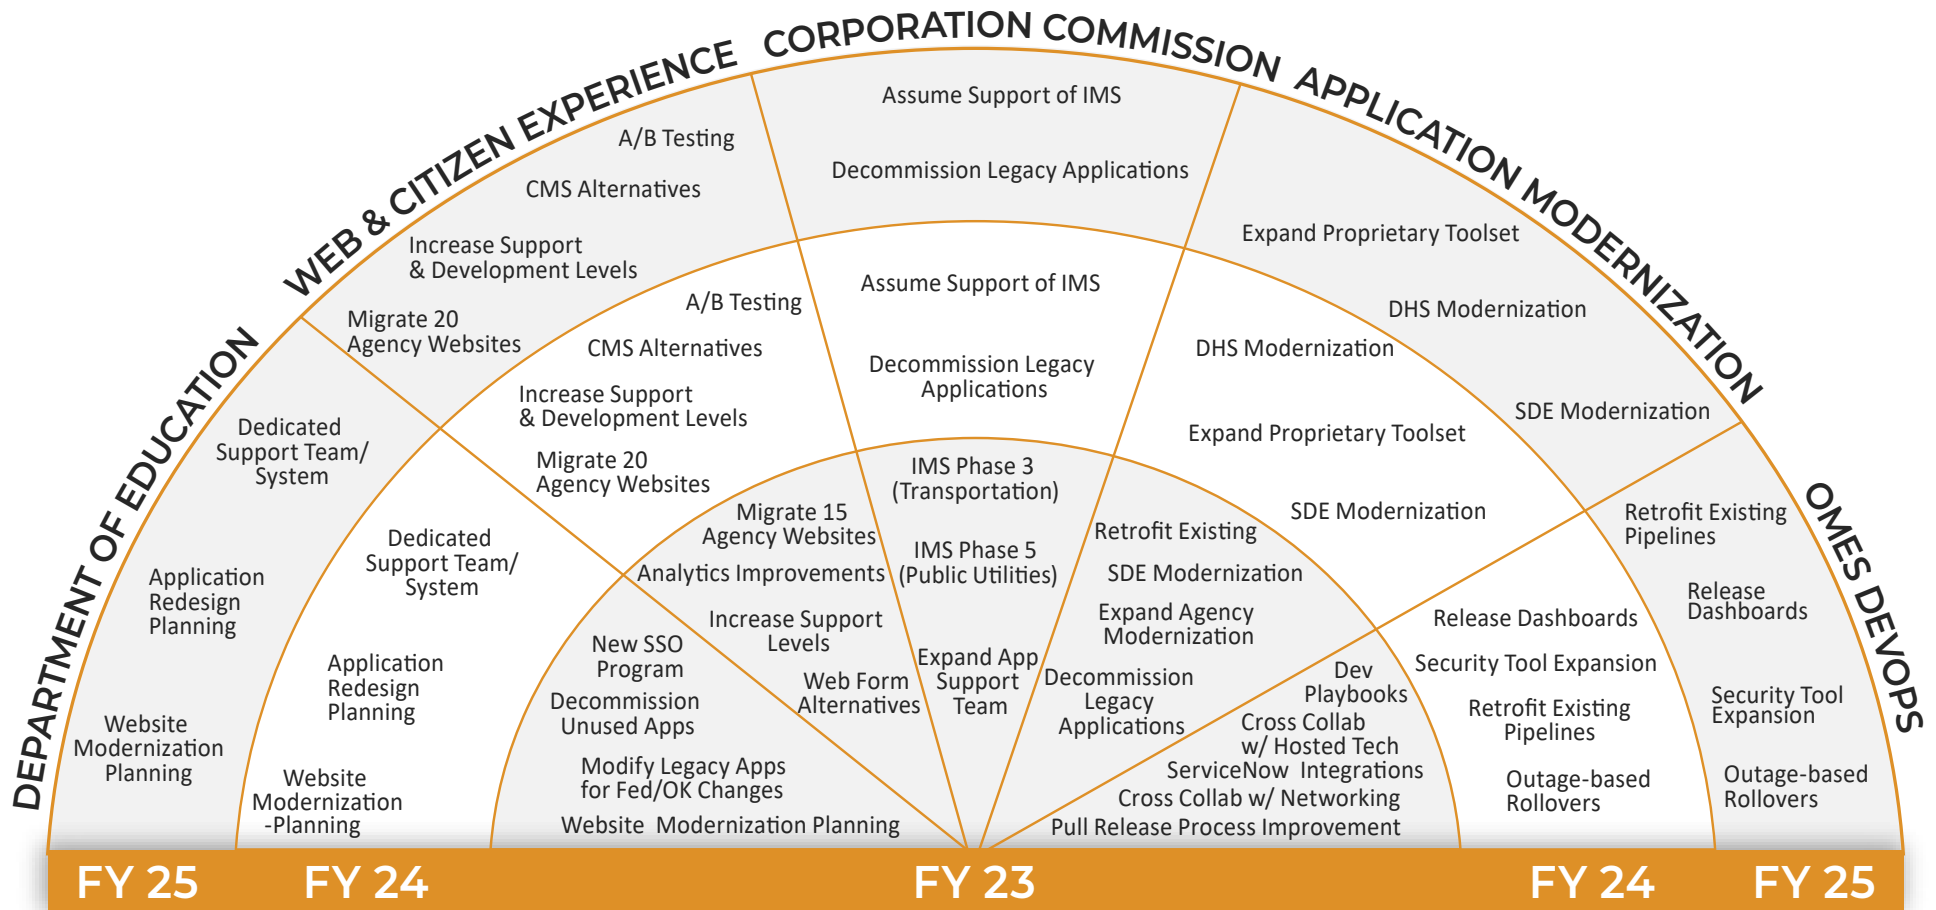 DEPARTMENT OF EDUCATION
WEB & CITIZEN EXPERIENCE
CORPORATION COMMISSION
APPLICATION MODERNIZATION
OMES DEVOPS
Dedicated
Support Team/
System
Application
Redesign
Planning
Website
Modernization
Planning
Dedicated
Support Team/
System
Application
Redesign
Planning
Website
Modernization
-Planning
New SSO
Program
Decommission
Unused Apps
Modify Legacy Apps
for Fed/OK Changes
Website Modernization Planning
A/B Testing
CMS Alternatives
Increase Support
& Development Levels
Migrate 20
Agency Websites
A/B Testing
CMS Alternatives
Increase Support
& Development Levels
Migrate 20
Agency Websites
Migrate 15
Agency Websites
Analytics Improvements
Increase Support
Levels
Web Form
Alternatives
Assume Support of IMS
Decommission Legacy Applications
Assume Support of IMS
Decommission Legacy
Applications
IMS Phase 3
(Transportation)
IMS Phase 5
(Public Utilities)
Expand App
Support
Team
Expand Proprietary Toolset
DHS Modernization
SDE Modernization
DHS Modernization
Expand Proprietary Toolset
SDE Modernization
Retrofit Existing
SDE Modernization
Expand Agency
Modernization
Decommission
Legacy
Applications
Retrofit Existing
Pipelines
Release
Dashboards
Security Tool
Expansion
Outage-based
Rollovers
Release Dashboards
Security Tool Expansion
Retrofit Existing
Pipelines
Outage-based
Rollovers
Dev
Playbooks
Cross Collab
w/ Hosted Tech
ServiceNow Integrations
Cross Collab w/ Networking
Pull Release Process Improvement
FY 25
FY 24
FY 23
FY 24
FY 25